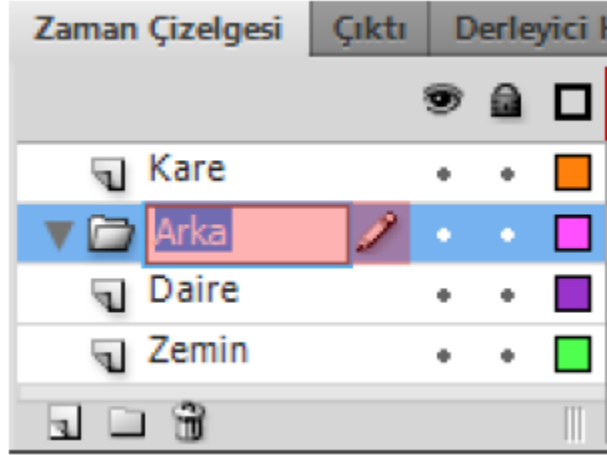 Zaman Çizelgesi Çıktı Derleyici
Kare
Arka
Daire
Zemin